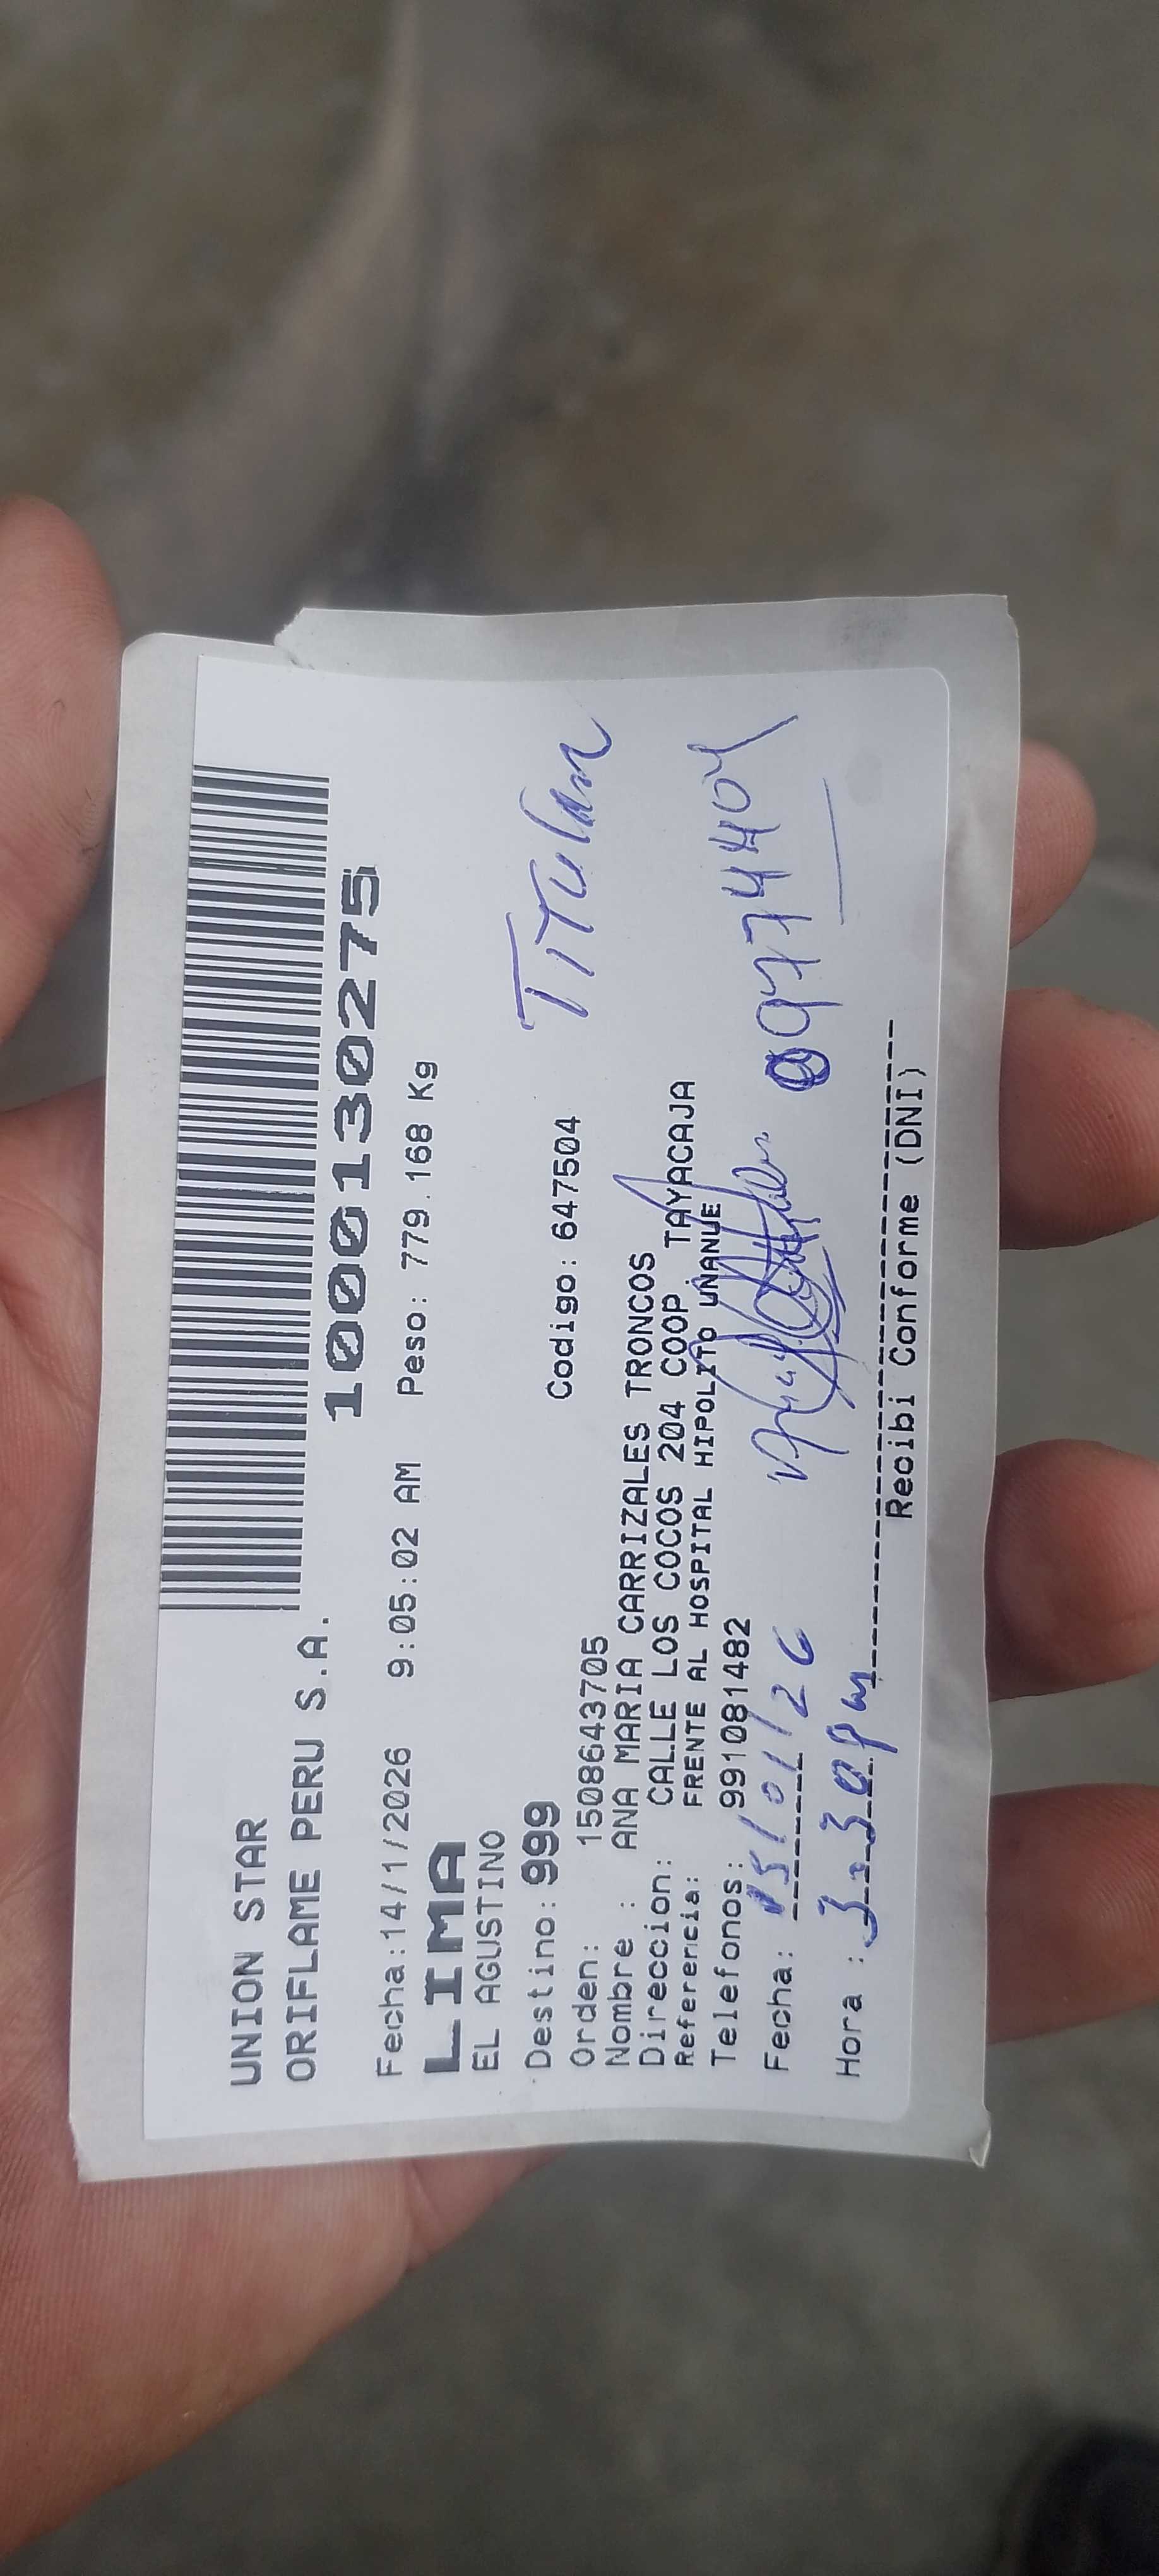 UNION STAR
ORIFLAME PERU S.A.
1000130275
Fecha:14/1/2026 9:05:02 AM Peso: 779.168 Kg
LIMA
EL AGUSTINO
Destino: 999 Codigo: 647504
Titular
Orden: 1508643705
Nombre : ANA MARIA CARRIZALES TRONCOS
Direccion: CALLE LOS COCOS 204 COOP. TAYACAJA
Referencia: FRENTE AL HOSPITAL HIPOLITO UNANUE
Telefonos: 991081482
Fecha: 15/01/26
Hora : 3:30pm
Recibi Conforme (DNI)